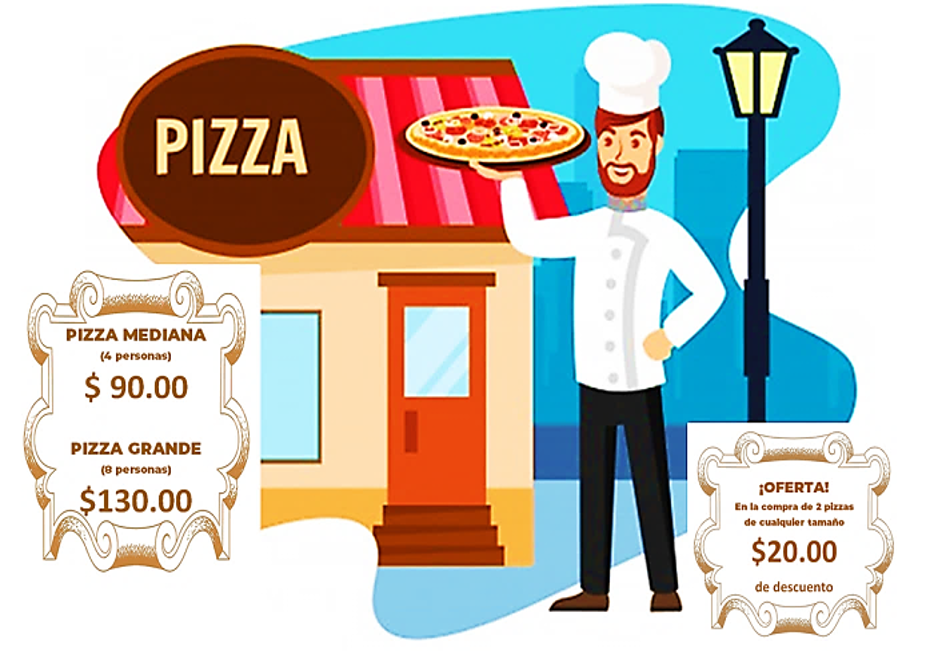 PIZZA
PIZZA MEDIANA
(4 personas)
$ 90.00
PIZZA GRANDE
(8 personas)
$130.00
¡OFERTA!
En la compra de 2 pizzas
de cualquier tamaño
$20.00
de descuento